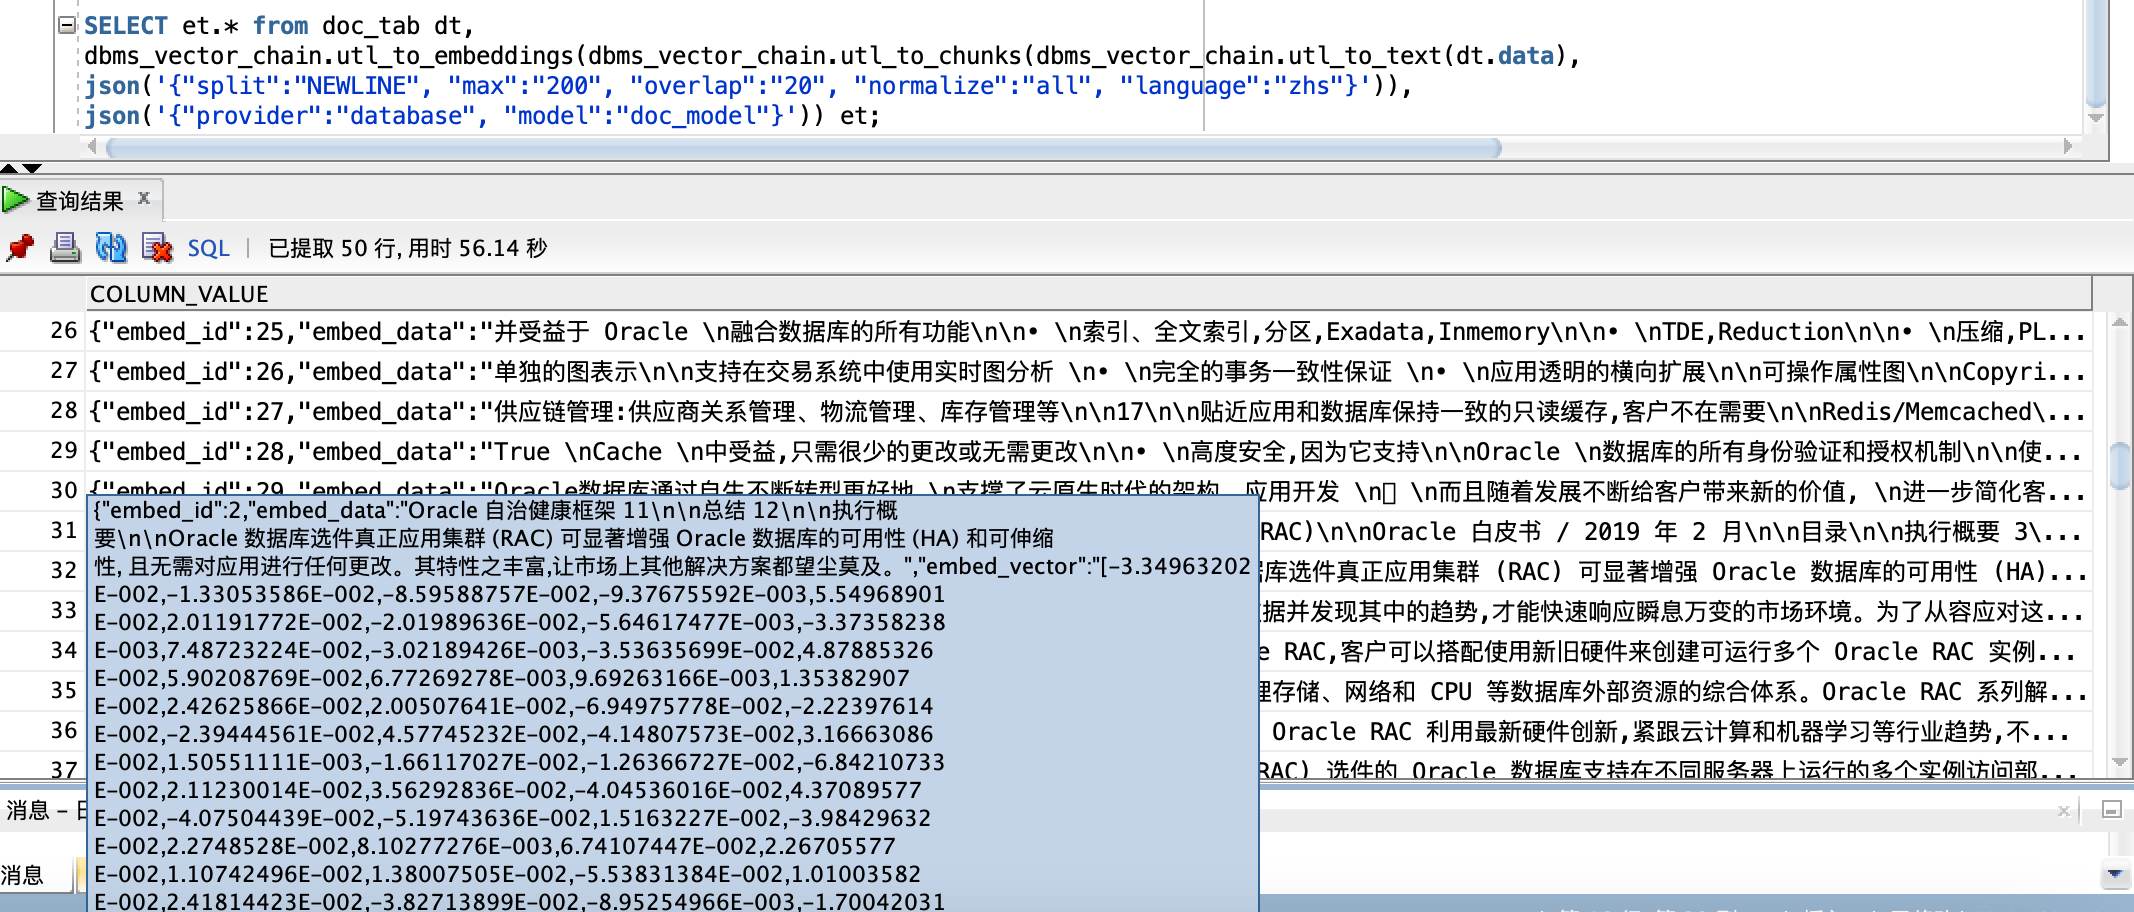 SELECT et.* from doc_tab dt,
dbms_vector_chain.utl_to_embeddings(dbms_vector_chain.utl_to_chunks(dbms_vector_chain.utl_to_text(dt.data),
json('{"split":"NEWLINE", "max":"200", "overlap":"20", "normalize":"all", "language":"zhs"}')),
json('{"provider":"database", "model":"doc_model"}')) et;
查询结果 x
SQL | 已提取 50 行, 用时 56.14 秒
COLUMN_VALUE
26 {"embed_id":25,"embed_data":"并受益于 Oracle \n融合数据库的所有功能\n\n• \n索引、全文索引,分区,Exadata,Inmemory\n\n• \nTDE,Reduction\n\n• \n压缩,PL...
27 {"embed_id":26,"embed_data":"单独的图表示\n\n支持在交易系统中使用实时图分析 \n• \n完全的事务一致性保证 \n• \n应用透明的横向扩展\n\n可操作属性图\n\nCopyri...
28 {"embed_id":27,"embed_data":"供应链管理:供应商关系管理、物流管理、库存管理等\n\n17\n\n贴近应用和数据库保持一致的只读缓存,客户不在需要\n\nRedis/Memcached\...
29 {"embed_id":28,"embed_data":"True \nCache \n中受益,只需很少的更改或无需更改\n\n• \n高度安全,因为它支持\n\nOracle \n数据库的所有身份验证和授权机制\n\n使...
30 {"embed_id":29,"embed_data":"Oracle数据库通过自生不断转型更好地 \n支撑了云原生时代的架构、应用开发 \n▯ \n而且随着发展不断给客户带来新的价值, \n进一步简化客...
31 RAC)\n\nOracle 白皮书 / 2019 年 2 月\n\n目录\n\n执行概要 3\...
32 库选件真正应用集群 (RAC) 可显著增强 Oracle 数据库的可用性 (HA)...
33 据并发现其中的趋势,才能快速响应瞬息万变的市场环境。为了从容应对这...
34 e RAC,客户可以搭配使用新旧硬件来创建可运行多个 Oracle RAC 实例...
35 理存储、网络和 CPU 等数据库外部资源的综合体系。Oracle RAC 系列解...
36 Oracle RAC 利用最新硬件创新,紧跟云计算和机器学习等行业趋势,不...
37 RAC) 选件的 Oracle 数据库支持在不同服务器上运行的多个实例访问部...
{"embed_id":2,"embed_data":"Oracle 自治健康框架 11\n\n总结 12\n\n执行概
要\n\nOracle 数据库选件真正应用集群 (RAC) 可显著增强 Oracle 数据库的可用性 (HA) 和可伸缩
性, 且无需对应用进行任何更改。其特性之丰富,让市场上其他解决方案都望尘莫及。","embed_vector":"[-3.34963202
E-002,-1.33053586E-002,-8.59588757E-002,-9.37675592E-003,5.54968901
E-002,2.01191772E-002,-2.01989636E-002,-5.64617477E-003,-3.37358238
E-003,7.48723224E-002,-3.02189426E-003,-3.53635699E-002,4.87885326
E-002,5.90208769E-002,6.77269278E-003,9.69263166E-003,1.35382907
E-002,2.42625866E-002,2.00507641E-002,-6.94975778E-002,-2.22397614
E-002,-2.39444561E-002,4.57745232E-002,-4.14807573E-002,3.16663086
E-002,1.50551111E-003,-1.66117027E-002,-1.26366727E-002,-6.84210733
E-002,2.11230014E-002,3.56292836E-002,-4.04536016E-002,4.37089577
E-002,-4.07504439E-002,-5.19743636E-002,1.5163227E-002,-3.98429632
E-002,2.2748528E-002,8.10277276E-003,6.74107447E-002,2.26705577
E-002,1.10742496E-002,1.38007505E-002,-5.53831384E-002,1.01003582
E-002,2.41814423E-002,-3.82713899E-002,-8.95254966E-003,-1.70042031
消息 -
消息